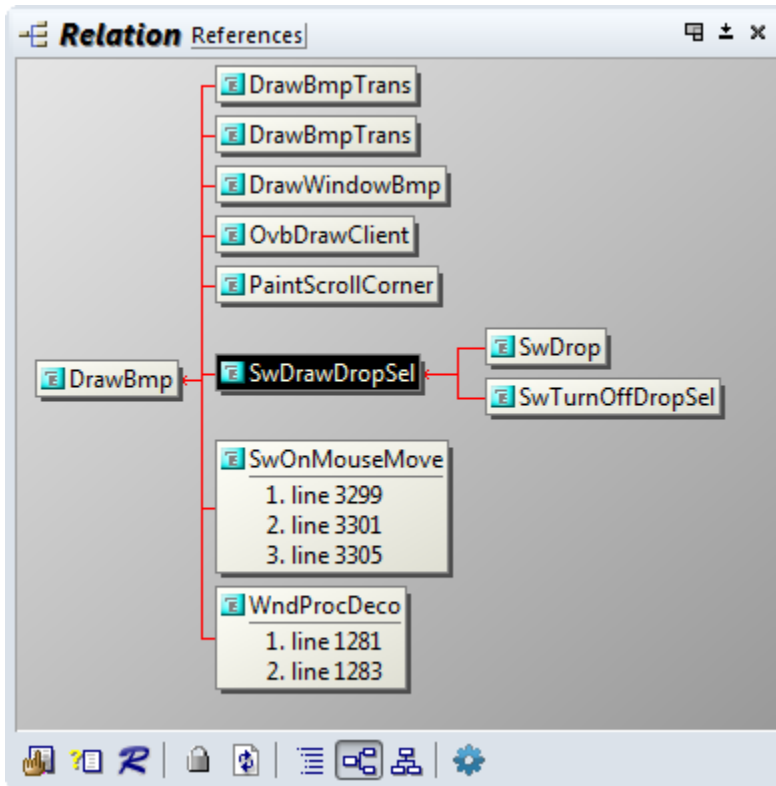 Relation References
DrawBmpTrans
DrawBmpTrans
DrawWindowBmp
OvbDrawClient
PaintScrollCorner
SwDrop
DrawBmp
SwDrawDropSel
SwTurnOffDropSel
SwOnMouseMove
1. line 3299
2. line 3301
3. line 3305
WndProcDeco
1. line 1281
2. line 1283